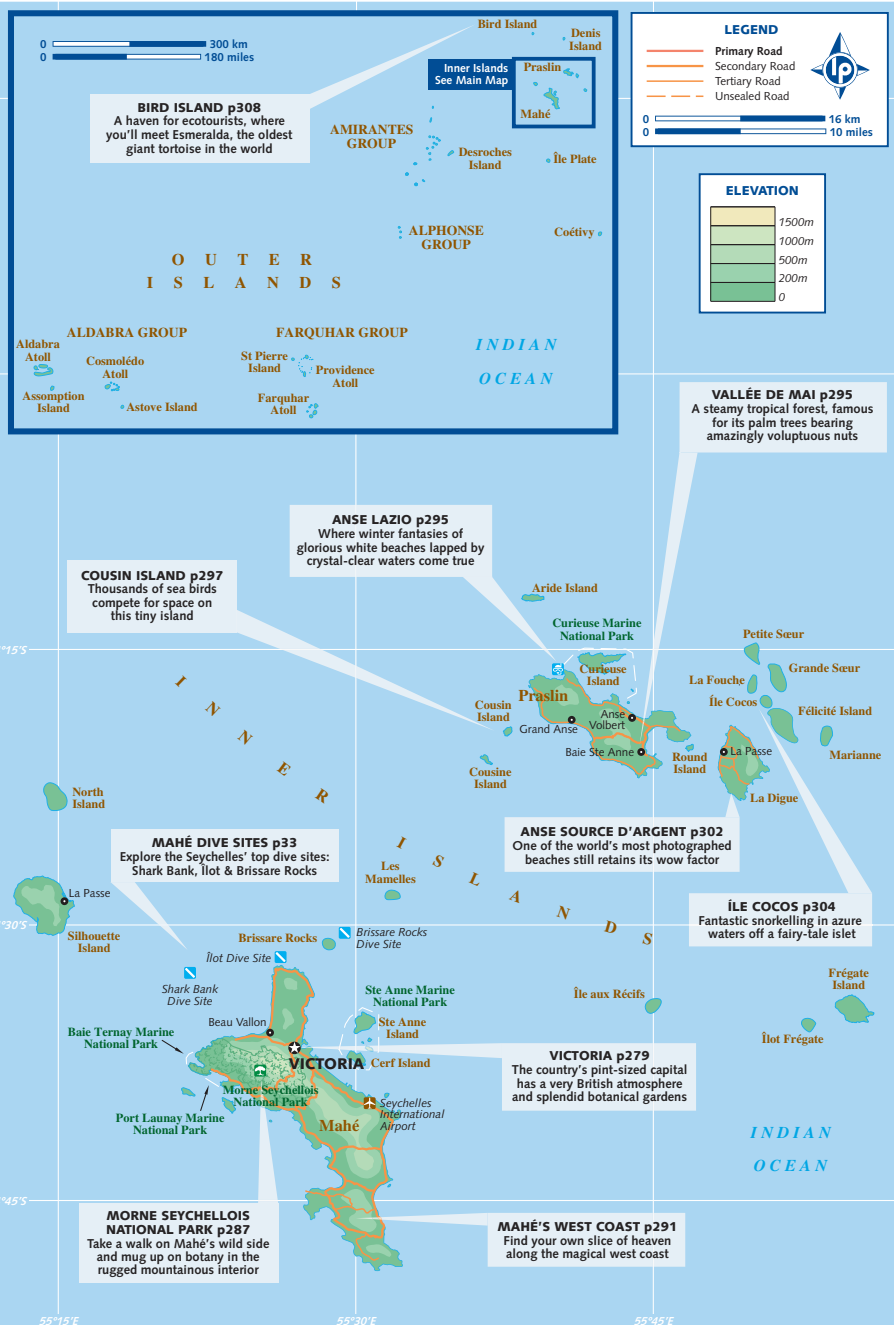 0 300 km
0 180 miles
Bird Island
Denis
Island
Inner Islands
See Main Map
Praslin
Mahé
BIRD ISLAND p308
A haven for ecotourists, where
you'll meet Esmeralda, the oldest
giant tortoise in the world
AMIRANTES
GROUP
Desroches
Island
Île Plate
ALPHONSE
GROUP
Coétivy
OUTER
ISLANDS
ALDABRA GROUP
FARQUHAR GROUP
Aldabra
Atoll
Cosmolédo
Atoll
Assomption
Island
Astove Island
St Pierre
Island
Providence
Atoll
Farquhar
Atoll
INDIAN
OCEAN
LEGEND
Primary Road
Secondary Road
Tertiary Road
Unsealed Road
lp
0 16 km
0 10 miles
ELEVATION
1500m
1000m
500m
200m
0
VALLÉE DE MAI p295
A steamy tropical forest, famous
for its palm trees bearing
amazingly voluptuous nuts
ANSE LAZIO p295
Where winter fantasies of
glorious white beaches lapped by
crystal-clear waters come true
COUSIN ISLAND p297
Thousands of sea birds
compete for space on
this tiny island
Aride Island
Curieuse Marine
National Park
Curieuse
Island
Praslin
Cousin
Island
Grand Anse
Anse
Volbert
Baie Ste Anne
Cousine
Island
Round
Island
Petite Sœur
Grande Sœur
La Fouche
Île Cocos
Félicité Island
Marianne
La Passe
La Digue
°15'S
INNER
ISLANDS
North
Island
MAHÉ DIVE SITES p33
Explore the Seychelles' top dive sites:
Shark Bank, Îlot & Brissare Rocks
ANSE SOURCE D'ARGENT p302
One of the world's most photographed
beaches still retains its wow factor
Les
Mamelles
La Passe
Silhouette
Island
ÍLE COCOS p304
Fantastic snorkelling in azure
waters off a fairy-tale islet
°30'S
Brissare Rocks
Brissare Rocks
Dive Site
Îlot Dive Site
Shark Bank
Dive Site
Ste Anne Marine
National Park
Île aux Récifs
Frégate
Island
Îlot Frégate
Beau Vallon
Ste Anne
Island
Baie Ternay Marine
National Park
VICTORIA
Cerf Island
VICTORIA p279
The country's pint-sized capital
has a very British atmosphere
and splendid botanical gardens
Morne Seychellois
National Park
Port Launay Marine
National Park
Mahé
Seychelles
International
Airport
INDIAN
OCEAN
°45'S
MORNE SEYCHELLOIS
NATIONAL PARK p287
Take a walk on Mahé's wild side
and mug up on botany in the
rugged mountainous interior
MAHÉ'S WEST COAST p291
Find your own slice of heaven
along the magical west coast
55°15'E 55°30'E 55°45'E